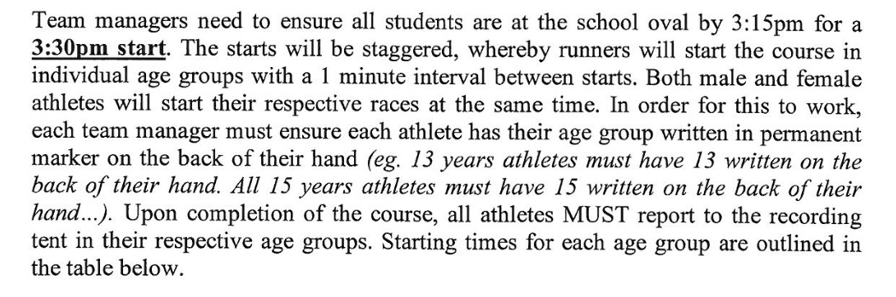 Team managers need to ensure all students are at the school oval by 3:15pm for a
3:30pm start. The starts will be staggered, whereby runners will start the course in
individual age groups with a 1 minute interval between starts. Both male and female
athletes will start their respective races at the same time. In order for this to work,
each team manager must ensure each athlete has their age group written in permanent
marker on the back of their hand (eg. 13 years athletes must have 13 written on the
back of their hand. All 15 years athletes must have 15 written on the back of their
hand...). Upon completion of the course, all athletes MUST report to the recording
tent in their respective age groups. Starting times for each age group are outlined in
the table below.